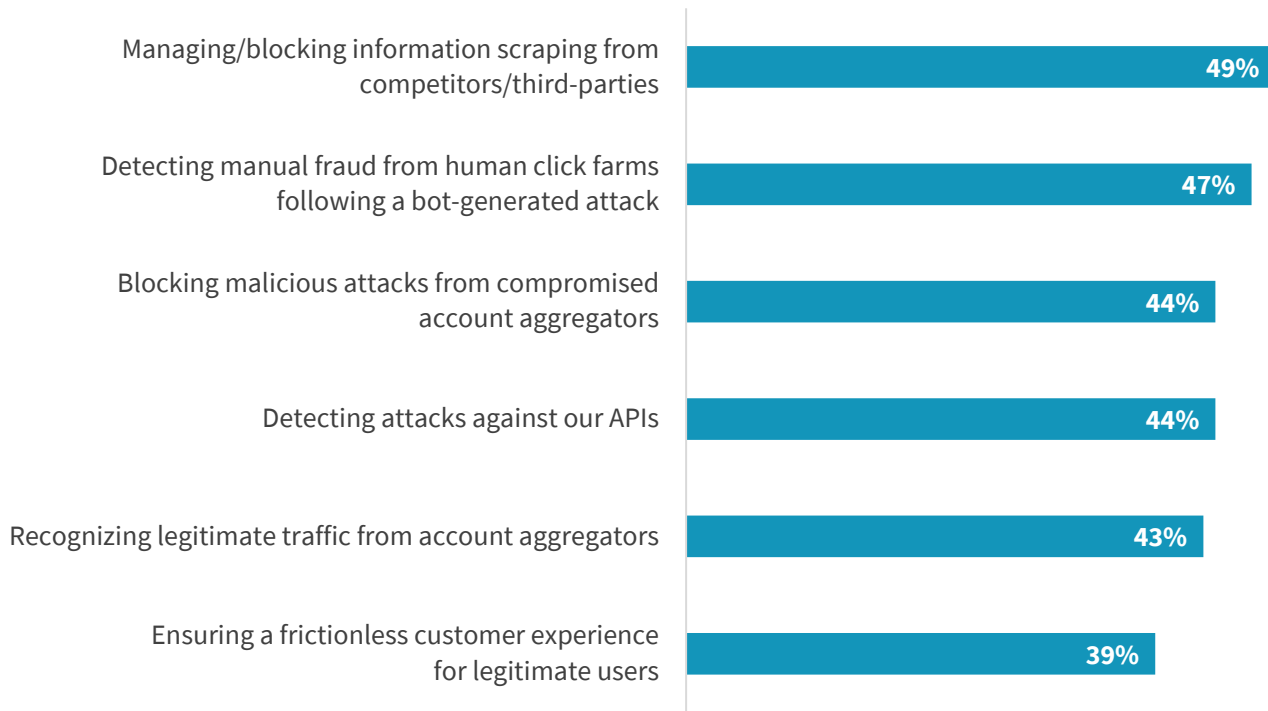 Managing/blocking information scraping from
competitors/third-parties
49%
Detecting manual fraud from human click farms
following a bot-generated attack
47%
Blocking malicious attacks from compromised
account aggregators
44%
Detecting attacks against our APIs
44%
Recognizing legitimate traffic from account aggregators
43%
Ensuring a frictionless customer experience
for legitimate users
39%